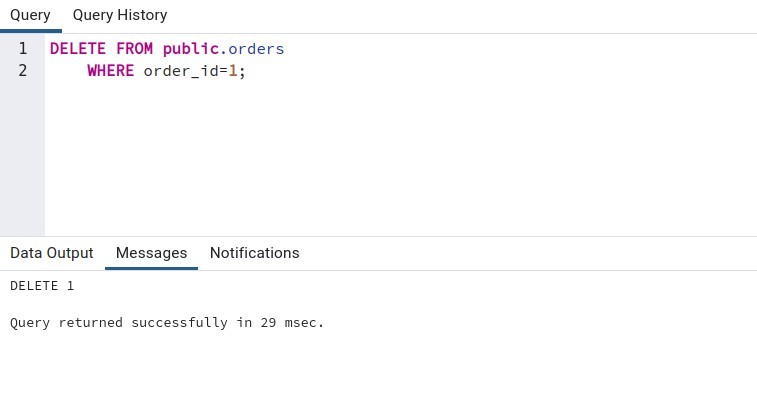 Query Query History
1 DELETE FROM public.orders
2 WHERE order_id=1;
Data Output Messages Notifications
DELETE 1
Query returned successfully in 29 msec.